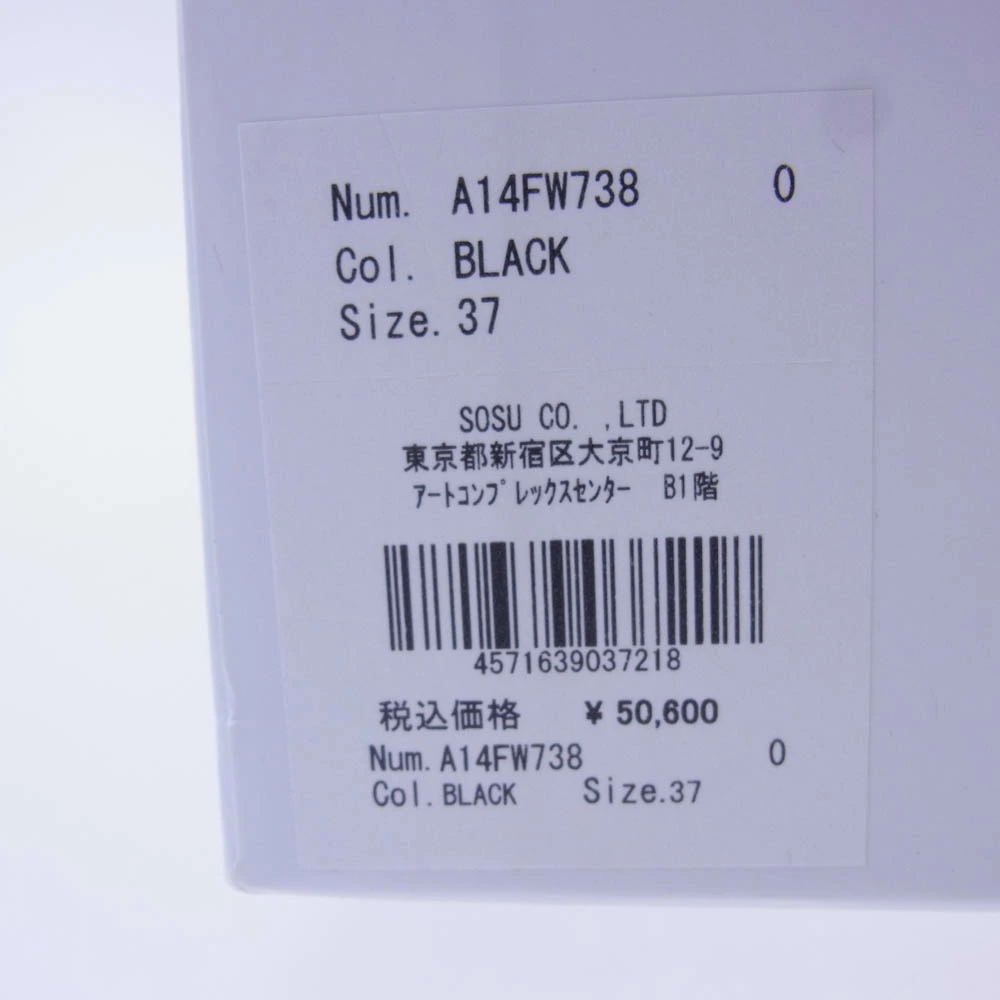 Num. A14FW738 0
Col. BLACK
Size. 37
SOSU CO. ,LTD
東京都新宿区大京町12-9
ｱｰﾄｺﾝﾌﾟﾚｯｸｽｾﾝﾀｰ B1階
4571639037218
税込価格 ¥ 50,600
Num. A14FW738 0
Col. BLACK Size.37